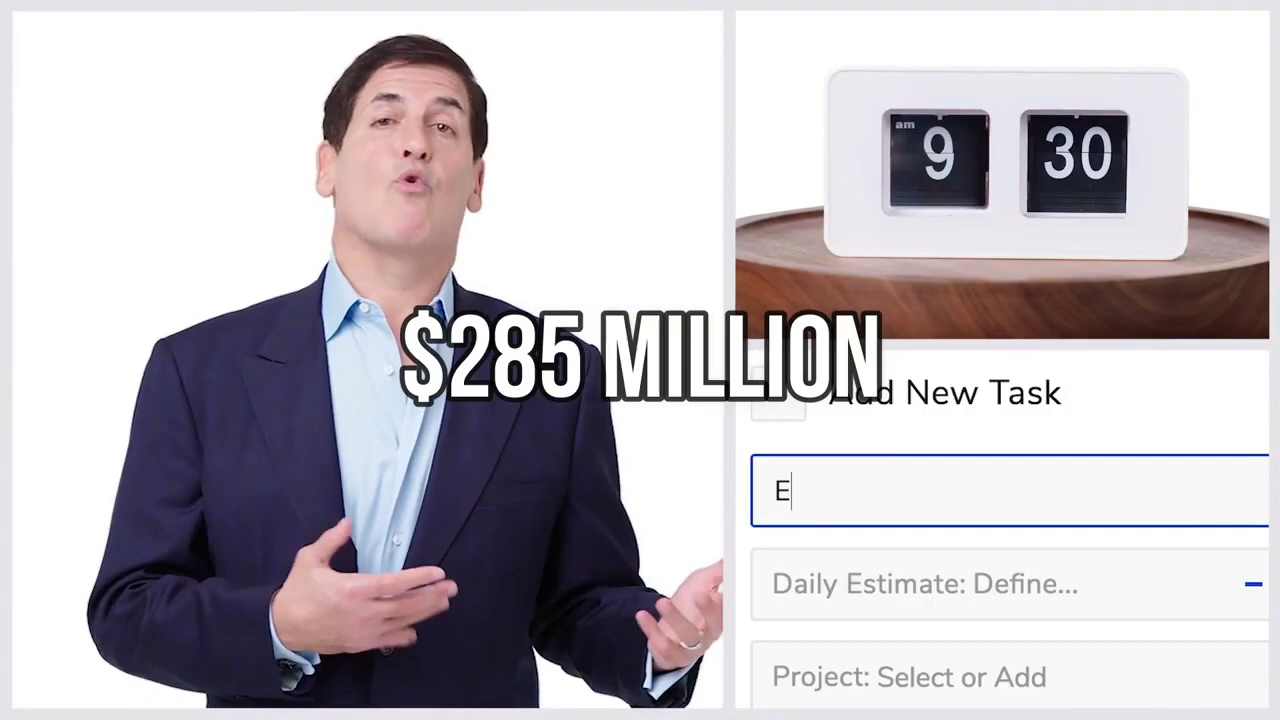 am
9 30
$285 MILLION
Add New Task
E
Daily Estimate: Define...
Project: Select or Add